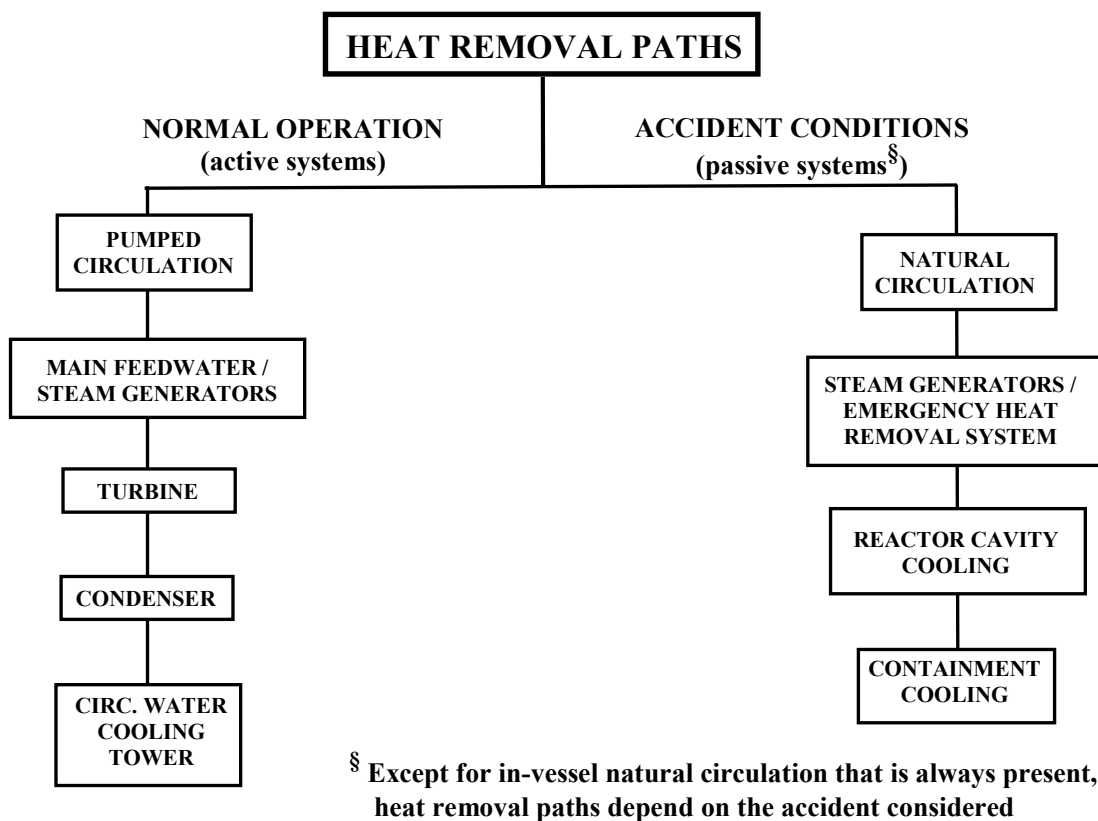 HEAT REMOVAL PATHS
NORMAL OPERATION
(active systems)
ACCIDENT CONDITIONS
(passive systems§)
PUMPED
CIRCULATION
MAIN FEEDWATER /
STEAM GENERATORS
TURBINE
CONDENSER
CIRC. WATER
COOLING
TOWER
NATURAL
CIRCULATION
STEAM GENERATORS /
EMERGENCY HEAT
REMOVAL SYSTEM
REACTOR CAVITY
COOLING
CONTAINMENT
COOLING
§ Except for in-vessel natural circulation that is always present,
heat removal paths depend on the accident considered